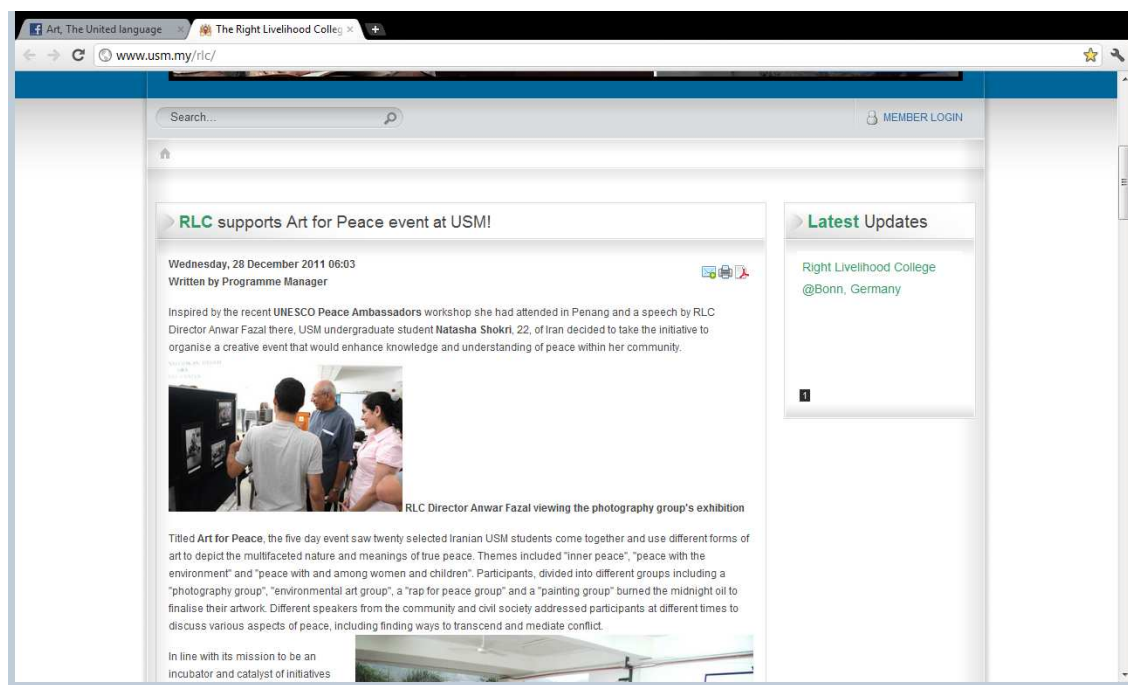 Art, The United language
The Right Livelihood Colleg
www.usm.my/rlc/
Search...
MEMBER LOGIN
RLC supports Art for Peace event at USM!
Latest Updates
Wednesday, 28 December 2011 06:03
Written by Programme Manager
Right Livelihood College
@Bonn, Germany
1
Inspired by the recent UNESCO Peace Ambassadors workshop she had attended in Penang and a speech by RLC
Director Anwar Fazal there, USM undergraduate student Natasha Shokri, 22, of Iran decided to take the initiative to
organise a creative event that would enhance knowledge and understanding of peace within her community.
RLC Director Anwar Fazal viewing the photography group's exhibition
Titled Art for Peace, the five day event saw twenty selected Iranian USM students come together and use different forms of
art to depict the multifaceted nature and meanings of true peace. Themes included "inner peace", "peace with the
environment" and "peace with and among women and children". Participants, divided into different groups including a
"photography group", "environmental art group", a "rap for peace group" and a "painting group" burned the midnight oil to
finalise their artwork. Different speakers from the community and civil society addressed participants at different times to
discuss various aspects of peace, including finding ways to transcend and mediate conflict.
In line with its mission to be an
incubator and catalyst of initiatives